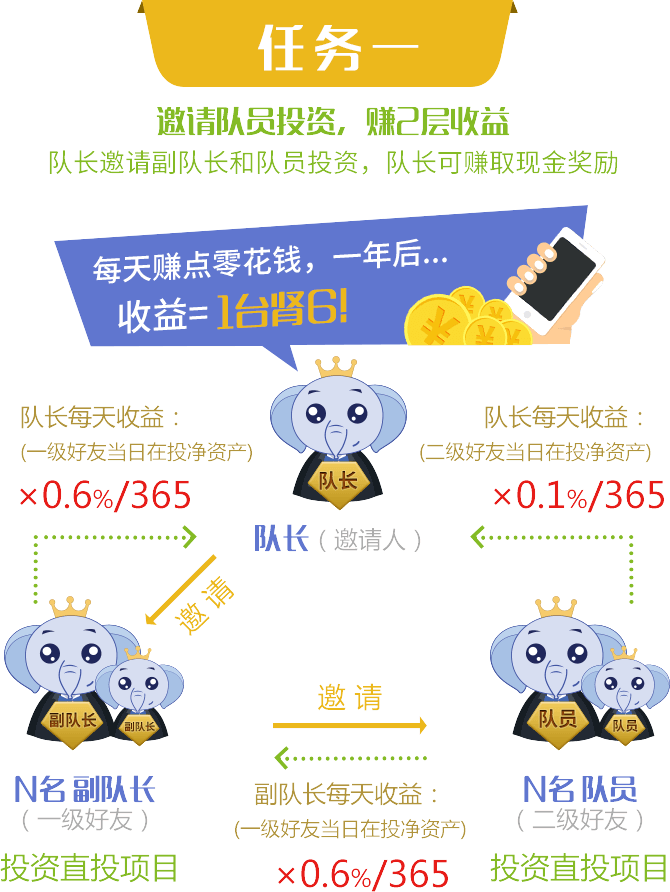 任务一
邀请队员投资，赚2层收益
队长邀请副队长和队员投资，队长可赚取现金奖励
每天赚点零花钱，一年后...
收益=1台肾6!
队长每天收益：
(一级好友当日在投净资产)
×0.6%/365
队长每天收益：
(二级好友当日在投净资产)
×0.1%/365
队长
队长（邀请人）
邀请
副队长
副队长
队员
队员
邀请
N名 副队长
（一级好友）
投资直投项目
副队长每天收益：
(一级好友当日在投净资产)
×0.6%/365
N名 队员
（二级好友）
投资直投项目